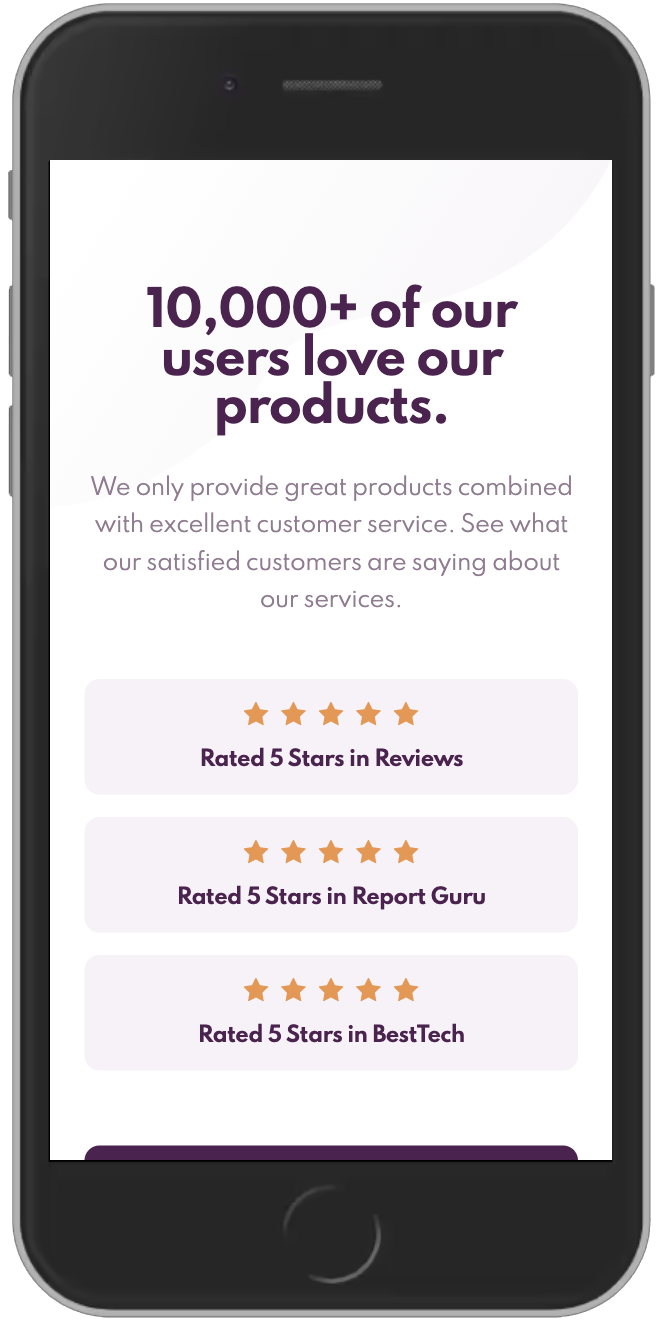 10,000+ of our
users love our
products.
We only provide great products combined
with excellent customer service. See what
our satisfied customers are saying about
our services.
Rated 5 Stars in Reviews
Rated 5 Stars in Report Guru
Rated 5 Stars in BestTech